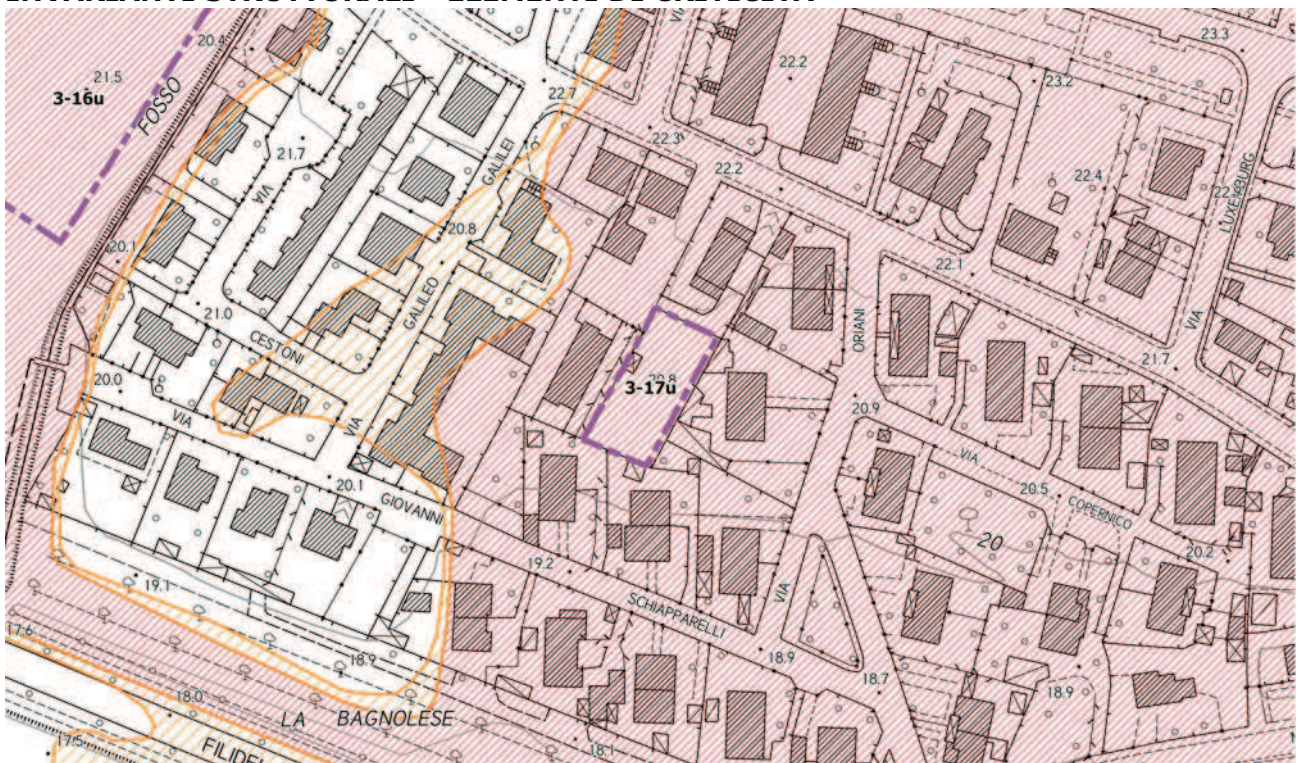 20.4
21.5
3-16u
FOSSO
22.7
22.3
22.2
22.2
23.3
23.2
22.4
LUXEMBURG
VIA
21.7
VIA
GALILEI
20.8
GALILEO
VIA
20.1
21.0
CESTONI
20.0
VIA
20.1
GIOVANNI
SCHIAPPARELLI
19.2
3-17u
22.1
21.7
ORIANI
VIA
20.9
VIA
COPERNICO
20.5
20
20.2
18.9
18.7
18.9
19.1
18.9
17.6
18.0
17.5
LA BAGNOLESE
18.1